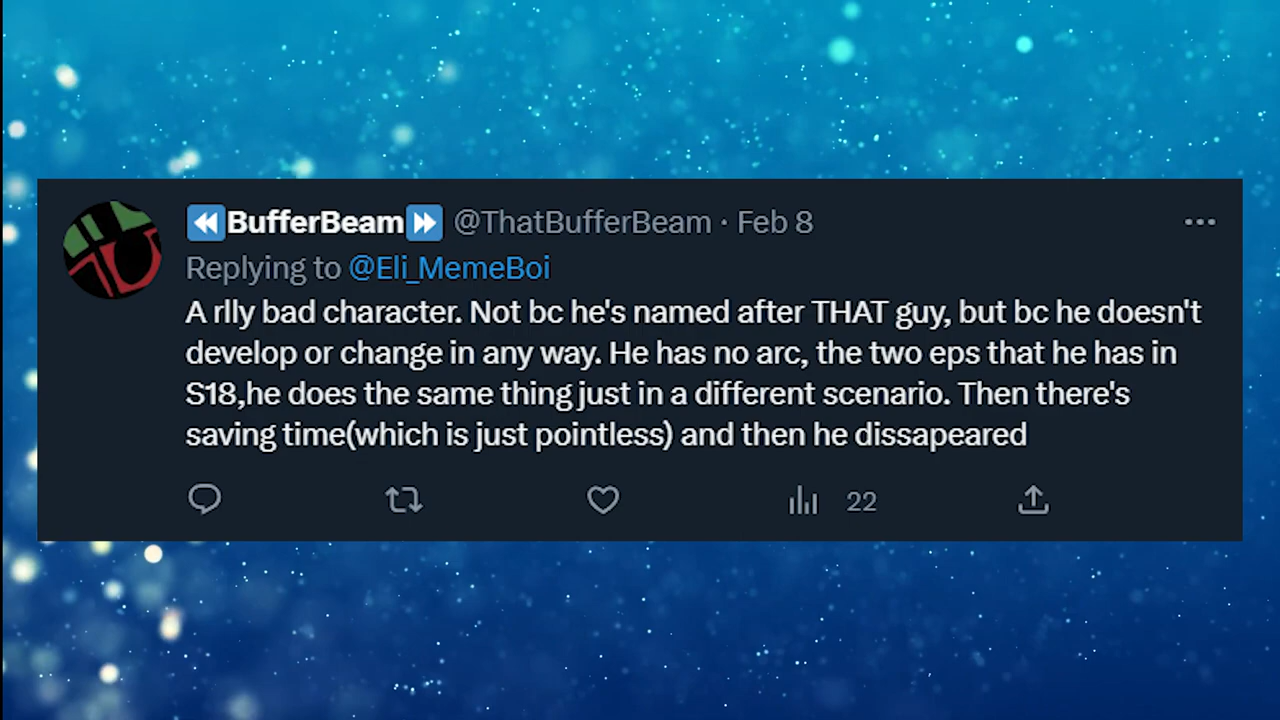 ⏪BufferBeam⏩ @ThatBufferBeam · Feb 8
Replying to @Eli_MemeBoi
A rlly bad character. Not bc he's named after THAT guy, but bc he doesn't
develop or change in any way. He has no arc, the two eps that he has in
S18,he does the same thing just in a different scenario. Then there's
saving time(which is just pointless) and then he dissapeared
22